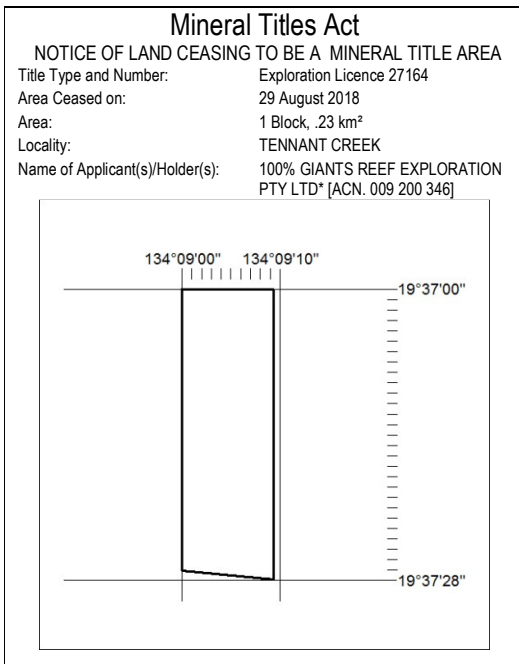 Mineral Titles Act
NOTICE OF LAND CEASING TO BE A MINERAL TITLE AREA
Title Type and Number: Exploration Licence 27164
Area Ceased on: 29 August 2018
Area: 1 Block, .23 km²
Locality: TENNANT CREEK
Name of Applicant(s)/Holder(s): 100% GIANTS REEF EXPLORATION
PTY LTD* [ACN. 009 200 346]
134°09'00" 134°09'10"
19°37'00"
19°37'28"